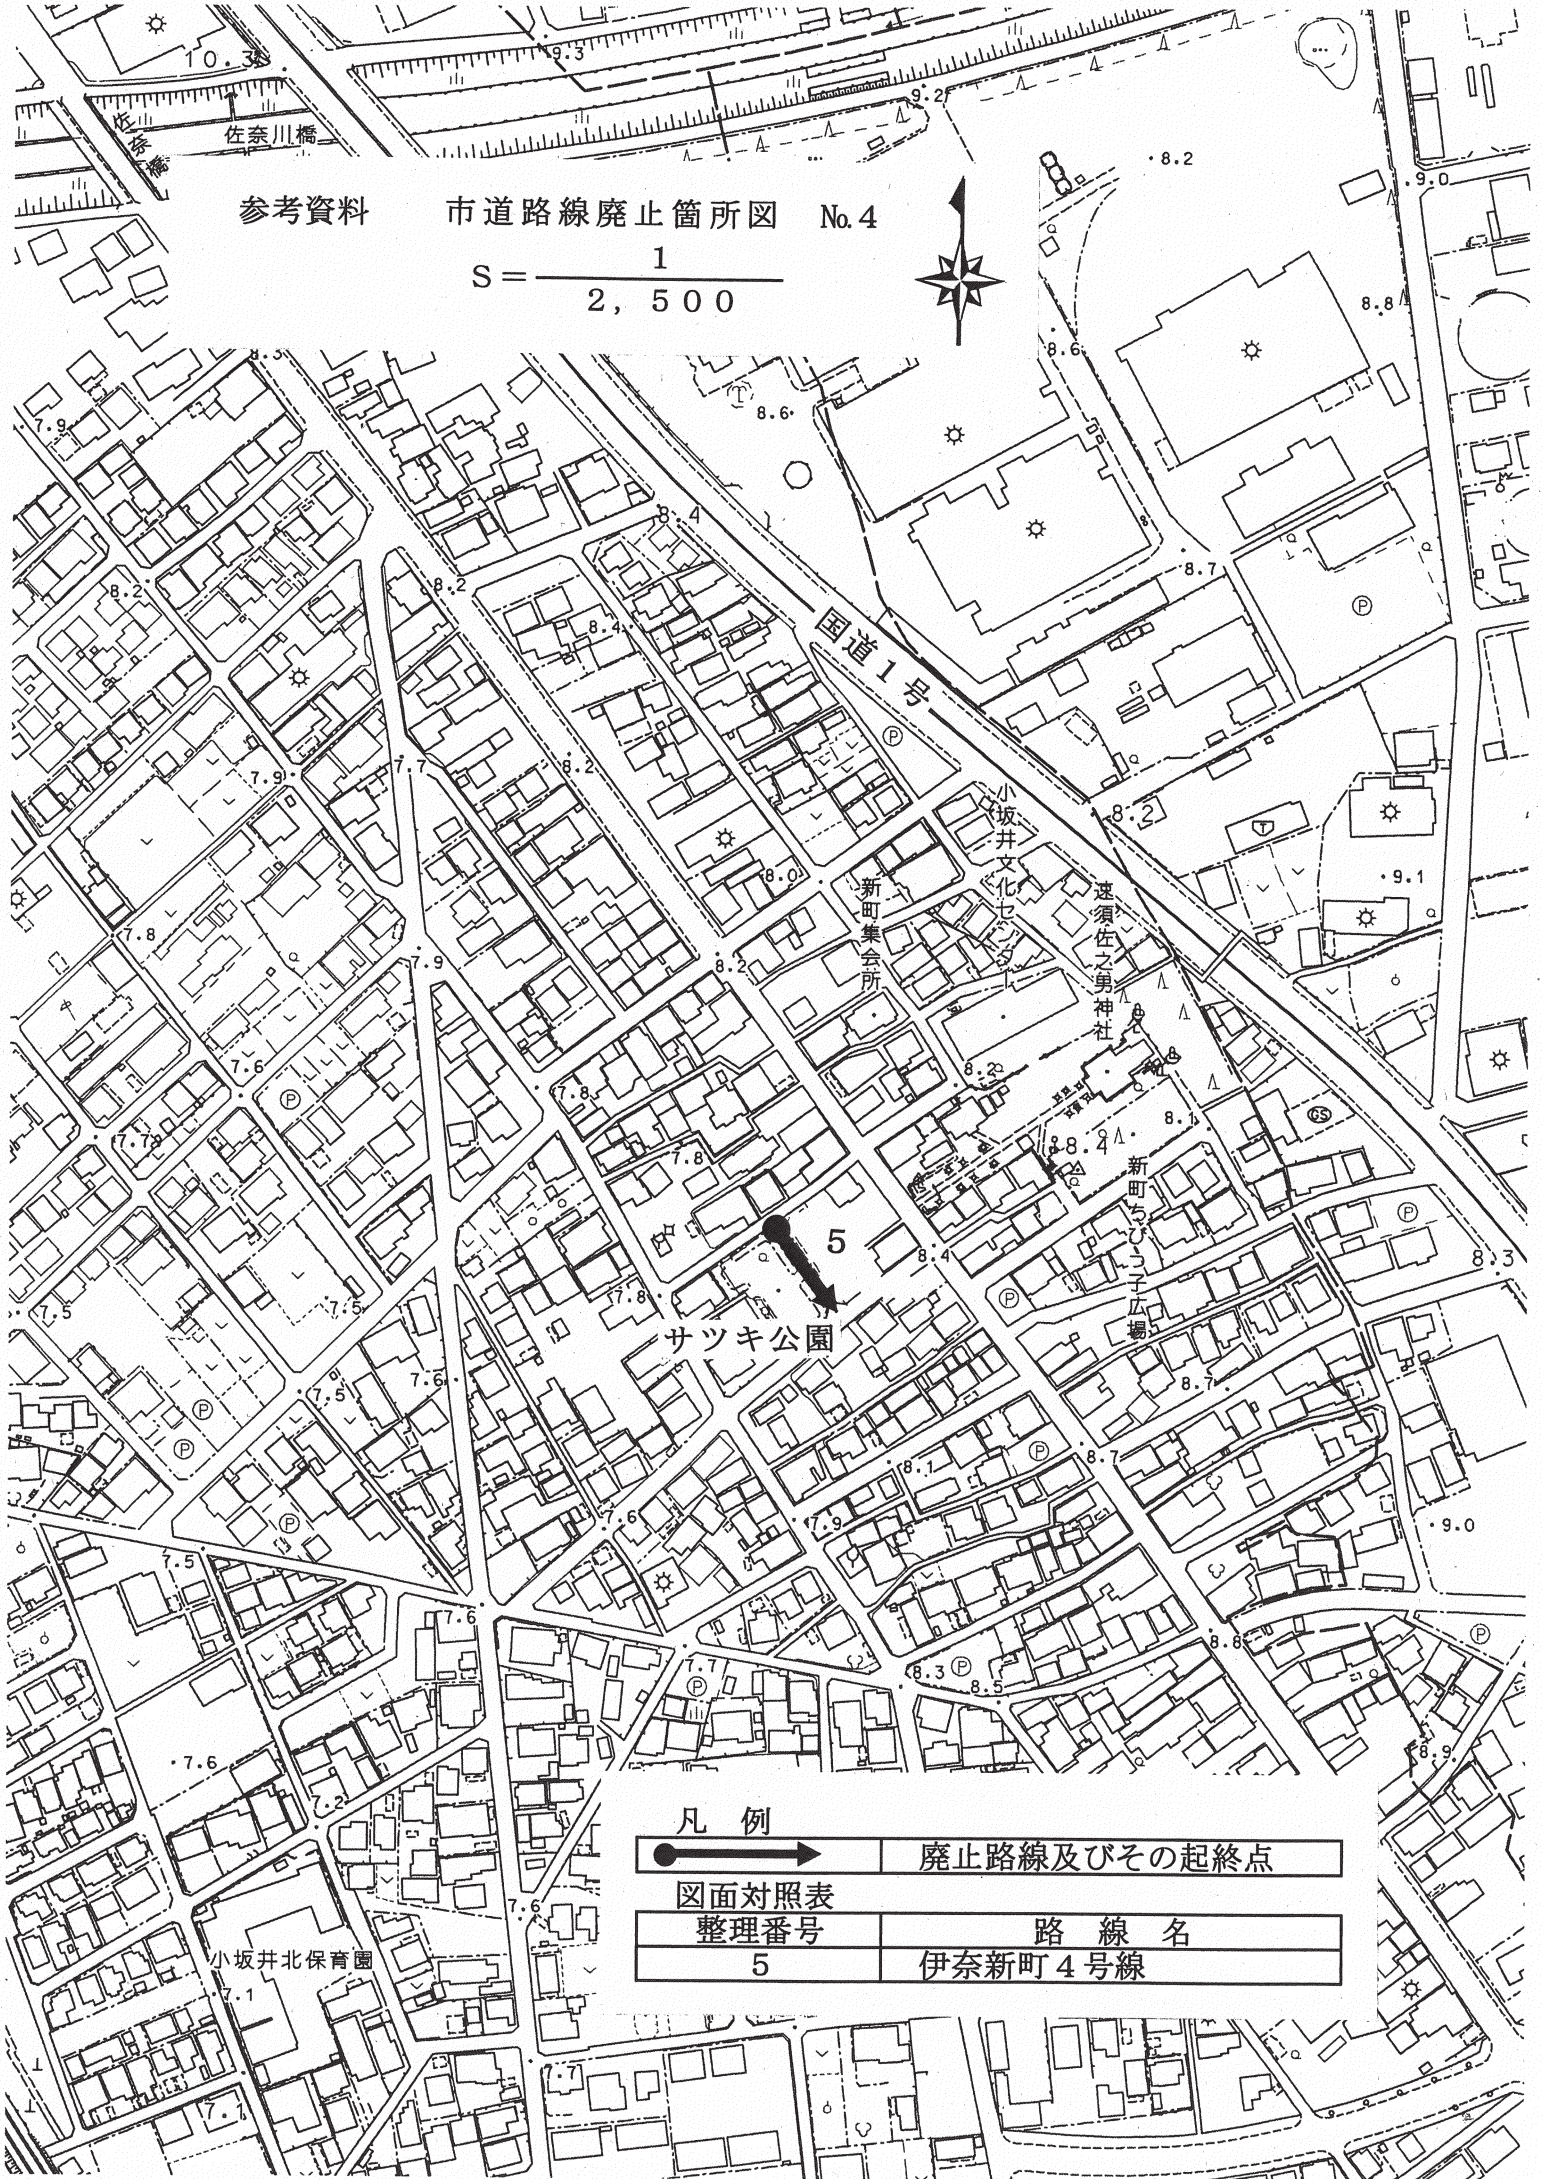 10.3
9.3
9.2
佐奈橋
佐奈川橋
8.2
9.0
参考資料 市道路線廃止箇所図 No.4
S=1/2,500
8.8
8.3
8.6
7.9
8.6
8.4
8.7
8.2
8.2
P
8.4
国道1号
P
7.9
7.7
8.2
小坂井文化センター
8.2
T
8.0
新町集会所
速須佐之男神社
9.1
7.8
7.9
8.2
7.6
P
7.8
8.2
GS
8.1
7.7
7.8
8.4
新町ちびっ子広場
5
P
8.4
8.3
7.5
7.5
7.8
P
サツキ公園
7.6
7.5
8.7
P
P
P
8.1
8.7
P
7.6
7.9
9.0
7.5
7.6
8.8
P
7.7
P
8.3
P
8.5
7.6
8.9
7.2
凡 例
廃止路線及びその起終点
図面対照表
整理番号 路 線 名
5 伊奈新町4号線
7.6
小坂井北保育園
7.1
7.7
7.1